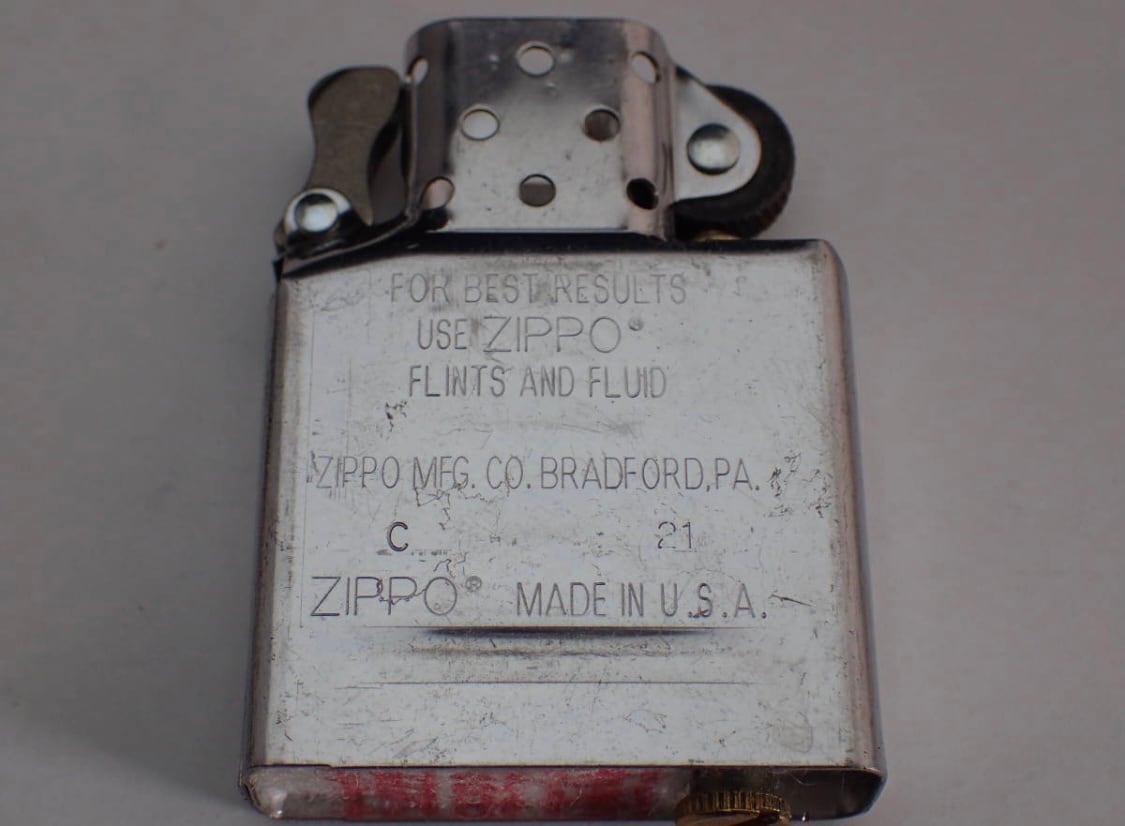 FOR BEST RESULTS
USE ZIPPO®
FLINTS AND FLUID
ZIPPO MFG. CO. BRADFORD, PA.
C 21
ZIPPO® MADE IN U.S.A.